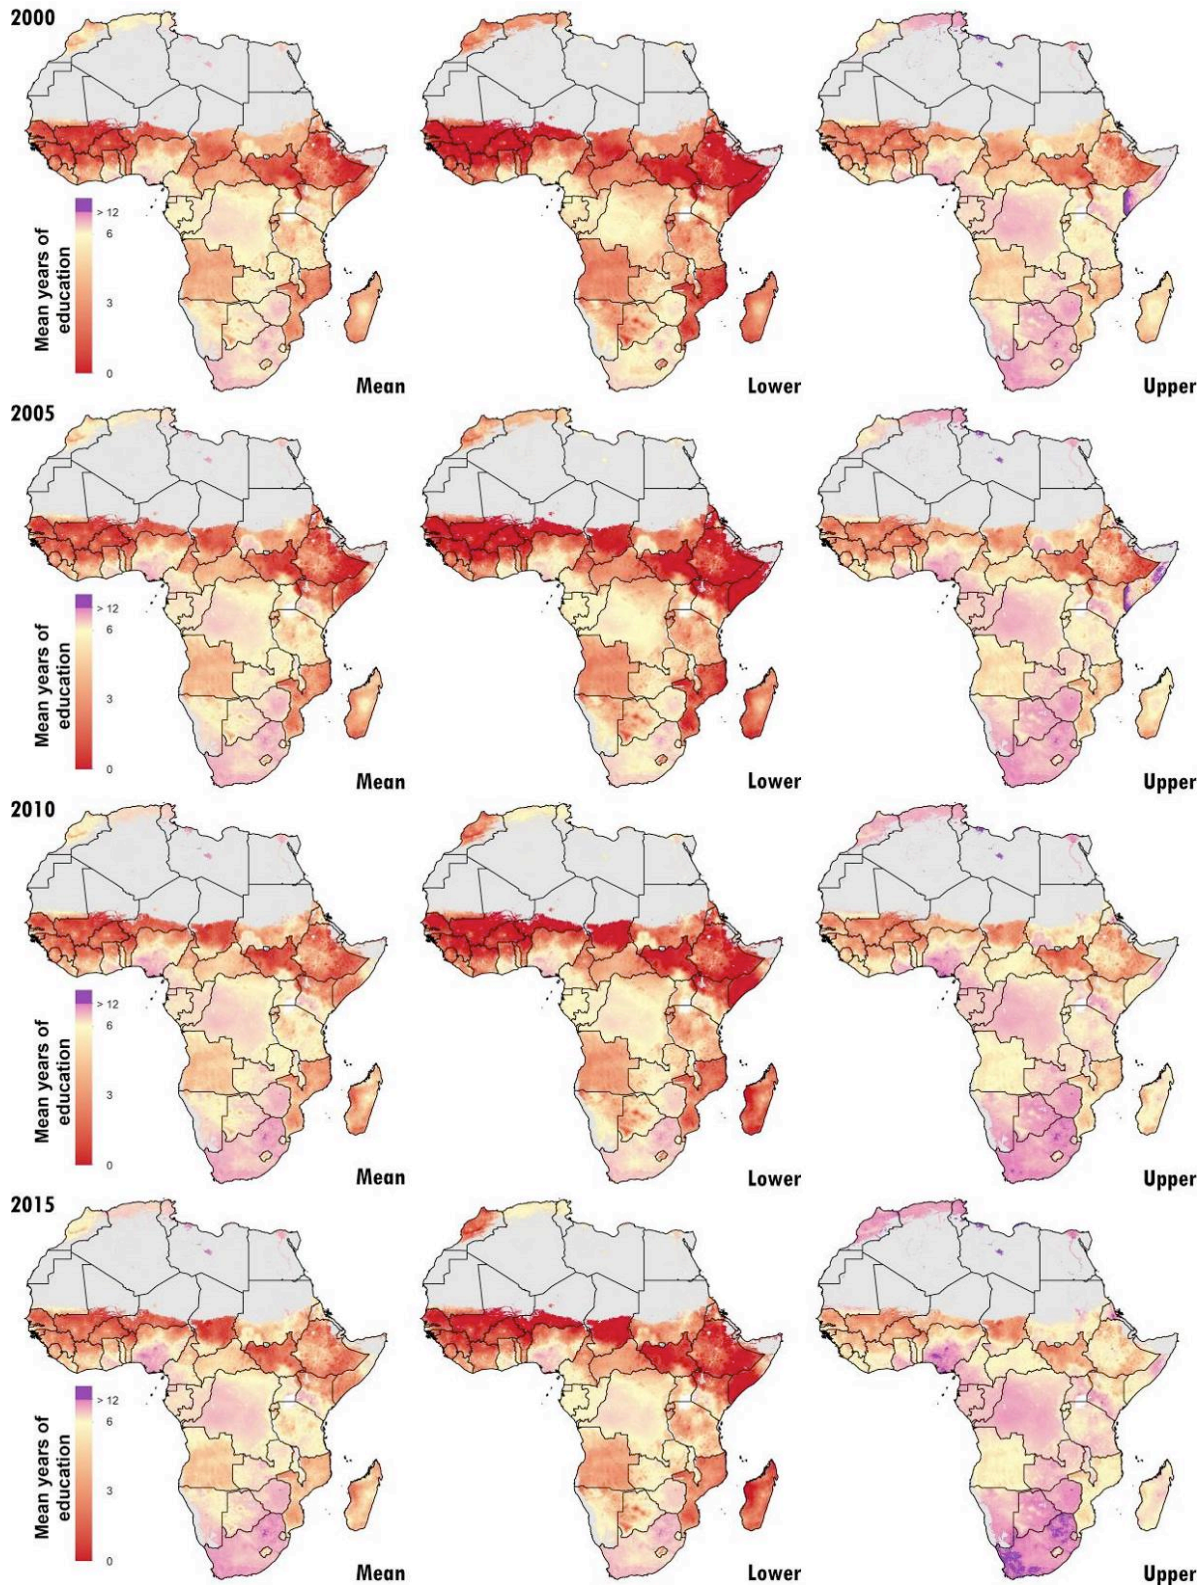 2000
Mean years of
education
> 12
6
3
0
Mean
Lower
Upper
2005
Mean years of
education
> 12
6
3
0
Mean
Lower
Upper
2010
Mean years of
education
> 12
6
3
0
Mean
Lower
Upper
2015
Mean years of
education
> 12
6
3
0
Mean
Lower
Upper